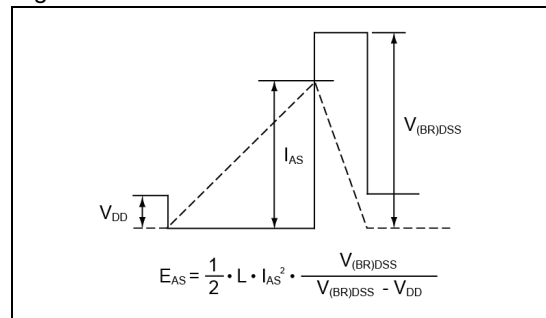 V(BR)DSS
IAS
VDD
EAS = 1/2 • L • IAS² • V(BR)DSS / (V(BR)DSS - VDD)